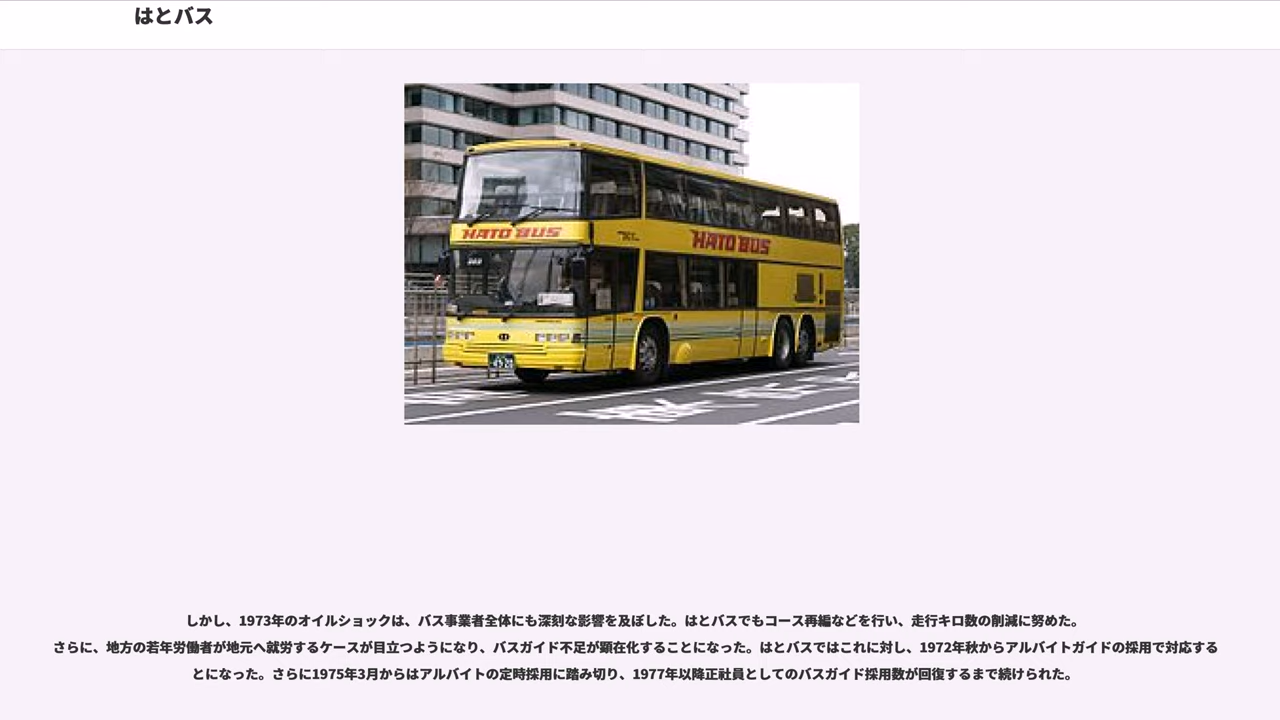 はとバス
HATO BUS
HATO BUS
しかし、1973年のオイルショックは、バス事業者全体にも深刻な影響を及ぼした。はとバスでもコース再編などを行い、走行キロ数の削減に努めた。
さらに、地方の若年労働者が地元へ就労するケースが目立つようになり、バスガイド不足が顕在化することになった。はとバスではこれに対し、1972年秋からアルバイトガイドの採用で対応する
とになった。さらに1975年3月からはアルバイトの定時採用に踏み切り、1977年以降正社員としてのバスガイド採用数が回復するまで続けられた。